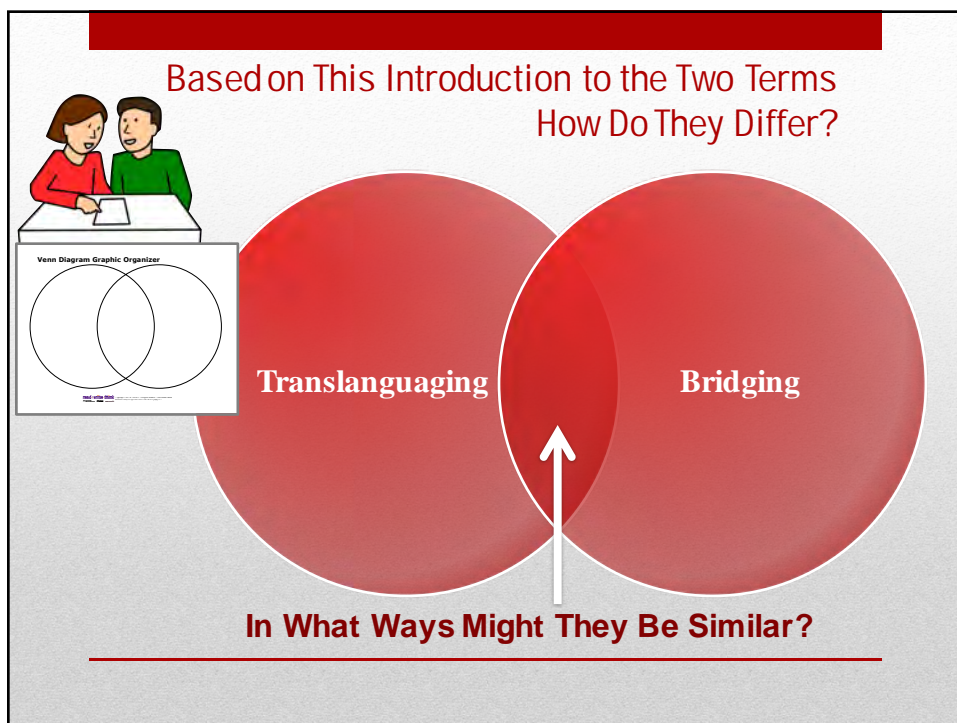 Based on This Introduction to the Two Terms
How Do They Differ?
Venn Diagram Graphic Organizer
Translanguaging
Bridging
In What Ways Might They Be Similar?